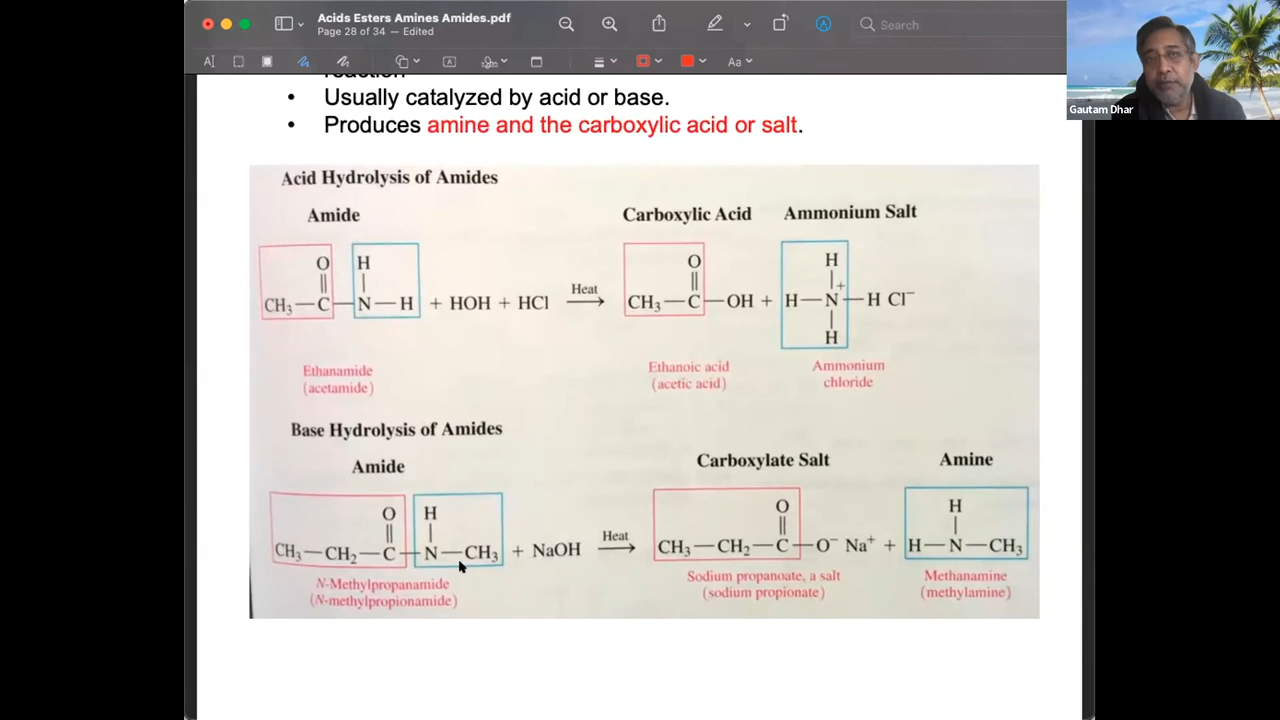 Acids Esters Amines Amides.pdf
Page 28 of 34 — Edited
Search
Aa
Gautam Dhar
reaction
• Usually catalyzed by acid or base.
• Produces amine and the carboxylic acid or salt.
Acid Hydrolysis of Amides
Amide
Carboxylic Acid
Ammonium Salt
O H
O
H
CH₃—C—N—H + HOH + HCl
Heat
CH₃—C—OH + H—N—H Cl⁻
+
H
Ethanamide
(acetamide)
Ethanoic acid
(acetic acid)
Ammonium
chloride
Base Hydrolysis of Amides
Amide
Carboxylate Salt
Amine
O H
O
H
CH₃—CH₂—C—N—CH₃ + NaOH
Heat
CH₃—CH₂—C—O⁻ Na⁺ + H—N—CH₃
N-Methylpropanamide
(N-methylpropionamide)
Sodium propanoate, a salt
(sodium propionate)
Methanamine
(methylamine)